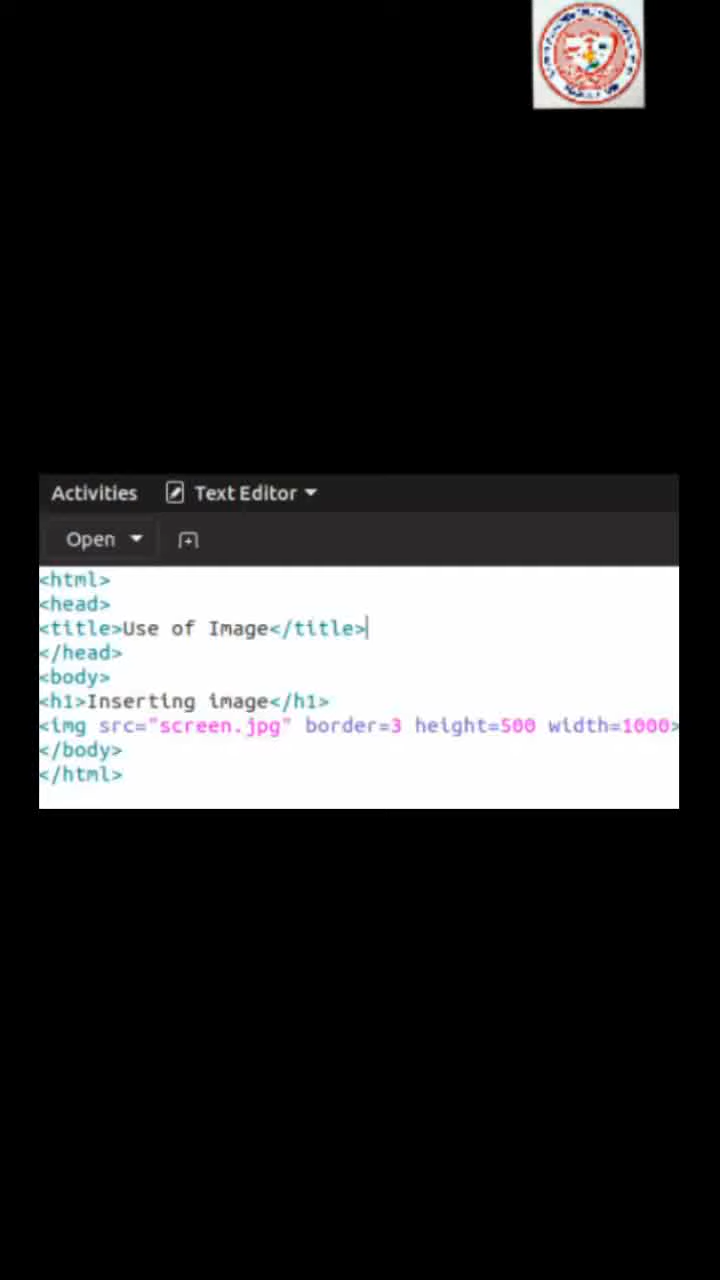 Activities Text Editor
Open
<html>
<head>
<title>Use of Image</title>
</head>
<body>
<h1>Inserting image</h1>
<img src="screen.jpg" border=3 height=500 width=1000>
</body>
</html>